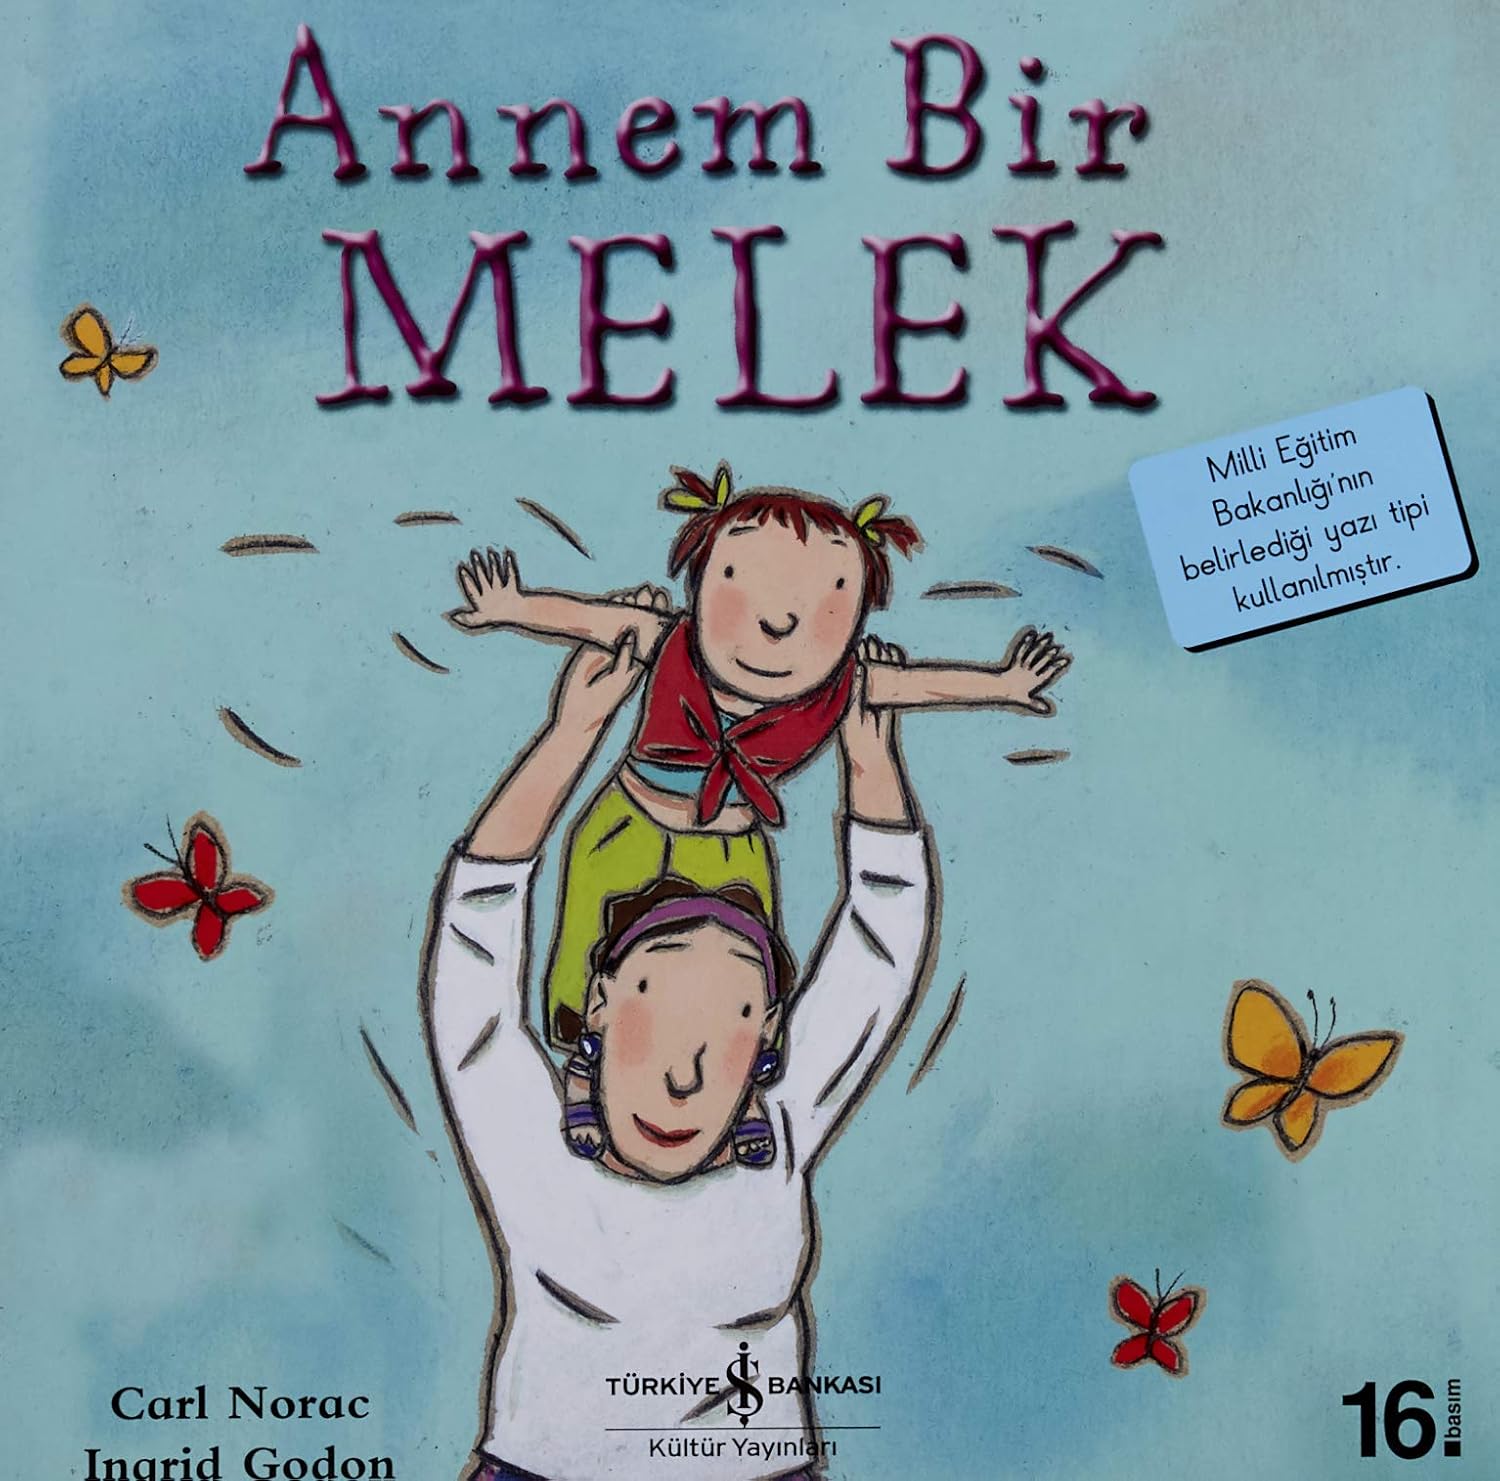 Annem Bir
MELEK
Milli Eğitim
Bakanlığı'nın
belirlediği yazı tipi
kullanılmıştır.
Carl Norac
Ingrid Godon
TÜRKİYE İŞ BANKASI
Kültür Yayınları
16.basım